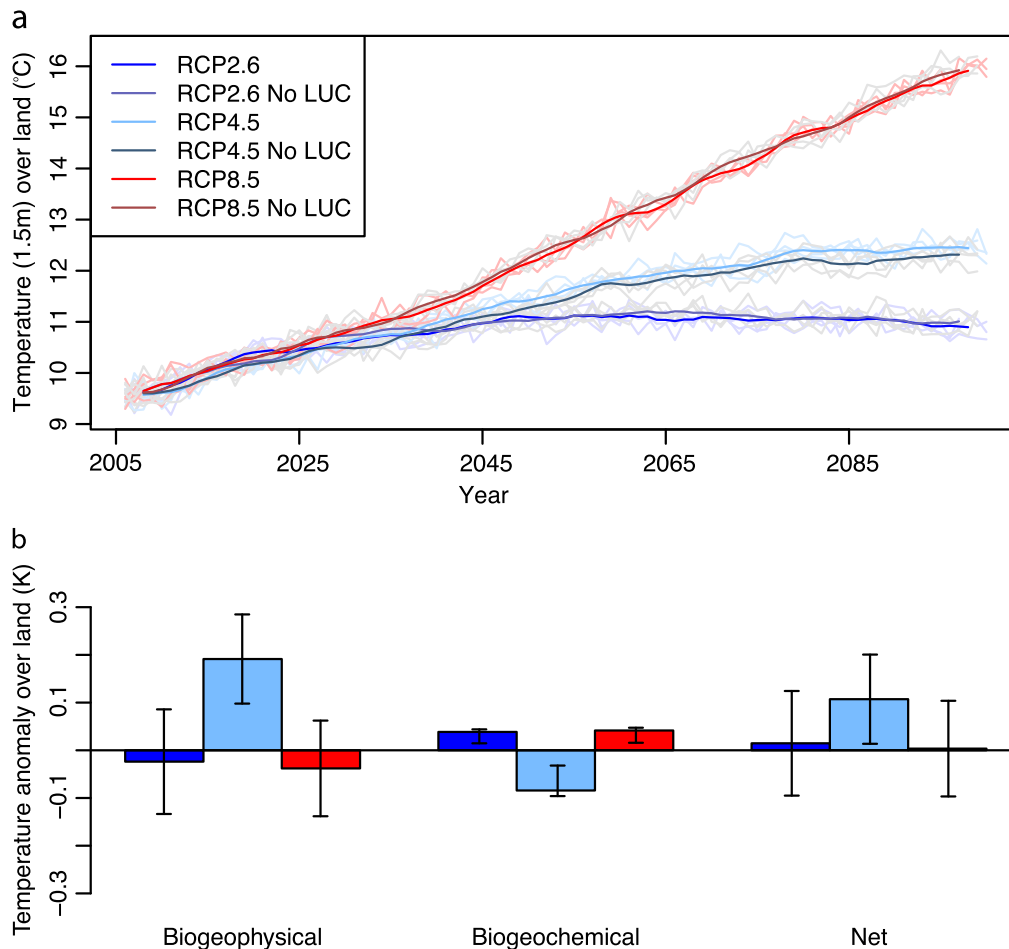 a
Temperature (1.5m) over land (°C)
16
15
14
13
12
11
10
9
RCP2.6
RCP2.6 No LUC
RCP4.5
RCP4.5 No LUC
RCP8.5
RCP8.5 No LUC
2005 2025 2045 2065 2085
Year
b
Temperature anomaly over land (K)
0.3
0.1
−0.1
−0.3
Biogeophysical Biogeochemical Net